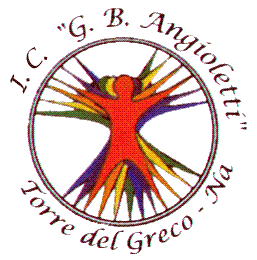 I. C. "G. B. Angioletti"
Torre del Greco - Na